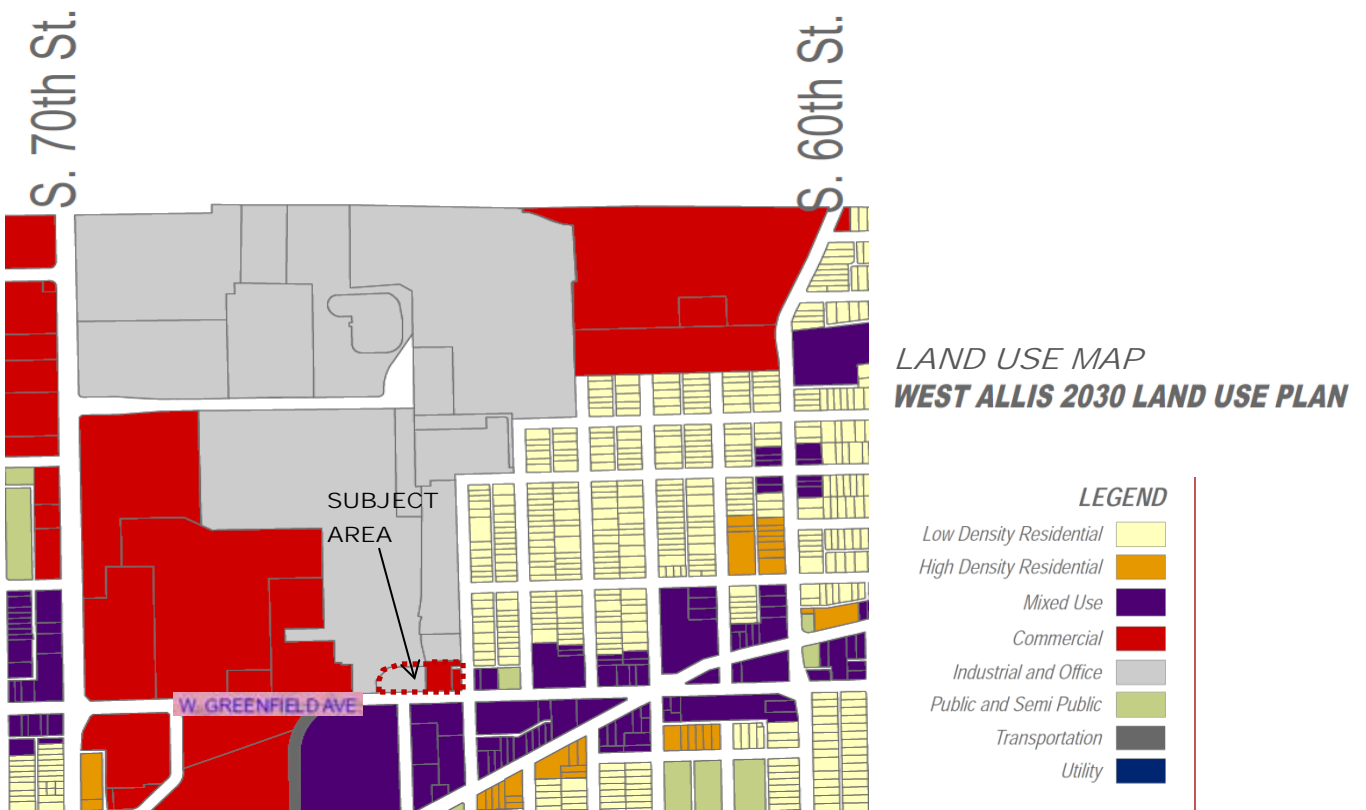 S. 70th St.
S. 60th St.
LAND USE MAP
WEST ALLIS 2030 LAND USE PLAN
SUBJECT
AREA
W. GREENFIELD AVE
LEGEND
Low Density Residential
High Density Residential
Mixed Use
Commercial
Industrial and Office
Public and Semi Public
Transportation
Utility